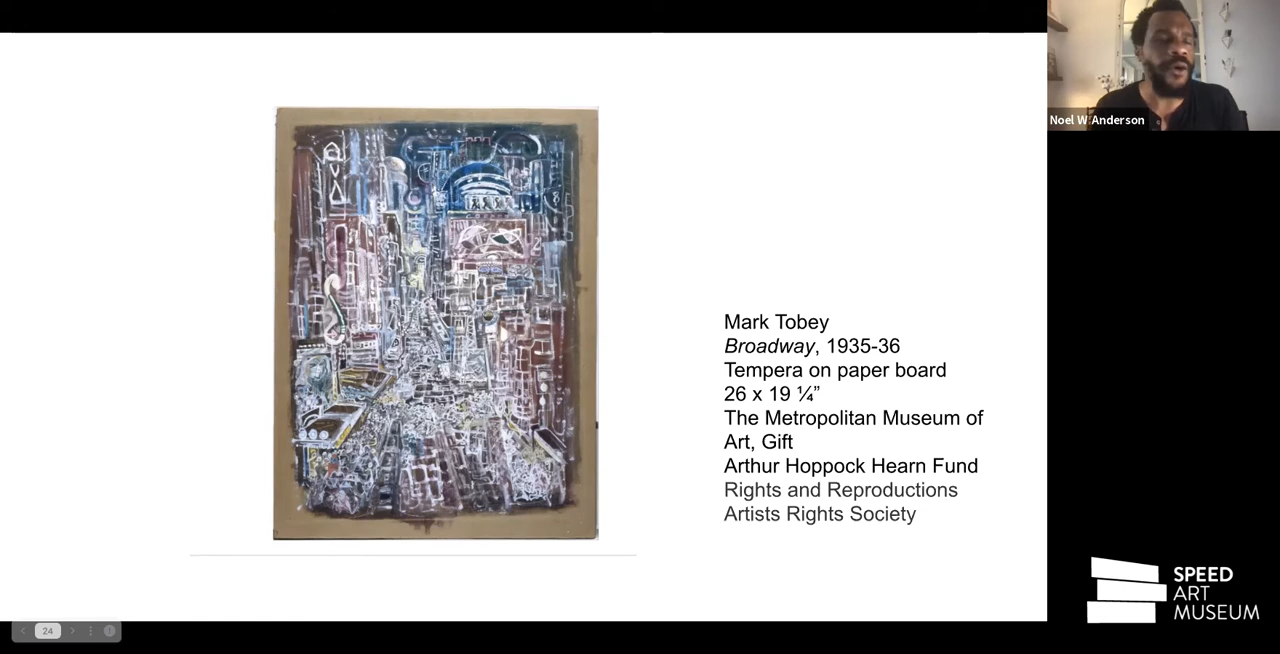 Noel W Anderson
Mark Tobey
Broadway, 1935-36
Tempera on paper board
26 x 19 ¼”
The Metropolitan Museum of
Art, Gift
Arthur Hoppock Hearn Fund
Rights and Reproductions
Artists Rights Society
SPEED
ART
MUSEUM
24